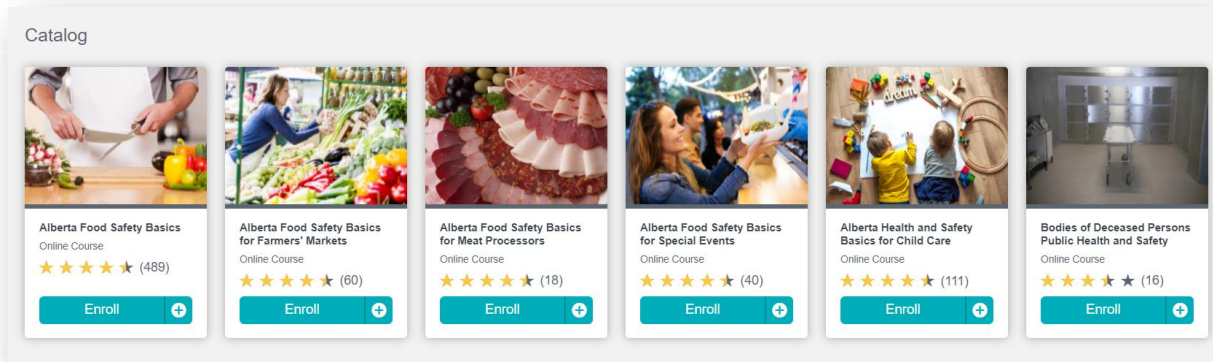 Catalog
dream
Alberta Food Safety Basics
Online Course
(489)
Enroll
Alberta Food Safety Basics
for Farmers' Markets
Online Course
(60)
Enroll
Alberta Food Safety Basics
for Meat Processors
Online Course
(18)
Enroll
Alberta Food Safety Basics
for Special Events
Online Course
(40)
Enroll
Alberta Health and Safety
Basics for Child Care
Online Course
(111)
Enroll
Bodies of Deceased Persons
Public Health and Safety
Online Course
(16)
Enroll